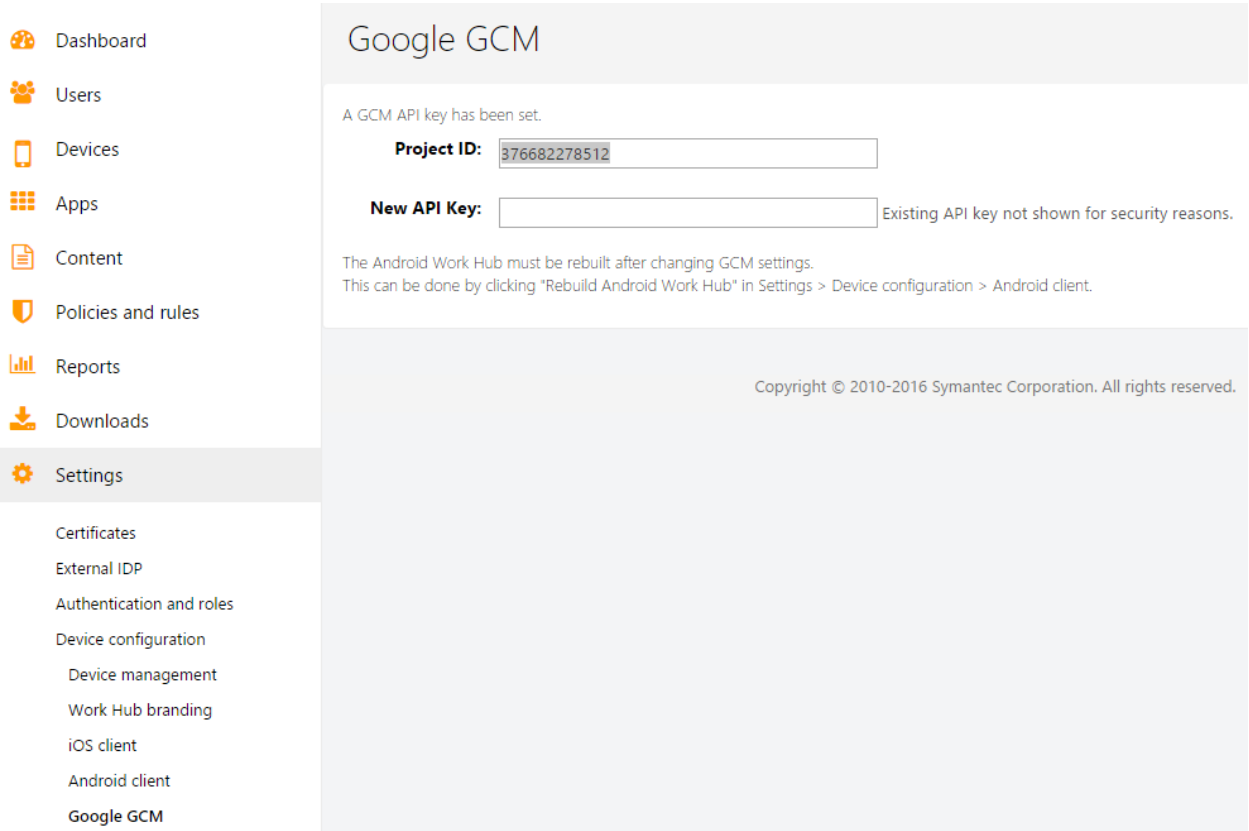 Dashboard
Users
Devices
Apps
Content
Policies and rules
Reports
Downloads
Settings
Certificates
External IDP
Authentication and roles
Device configuration
Device management
Work Hub branding
iOS client
Android client
Google GCM
Google GCM
A GCM API key has been set.
Project ID: 376682278512
New API Key: Existing API key not shown for security reasons.
The Android Work Hub must be rebuilt after changing GCM settings.
This can be done by clicking "Rebuild Android Work Hub" in Settings > Device configuration > Android client.
Copyright © 2010-2016 Symantec Corporation. All rights reserved.